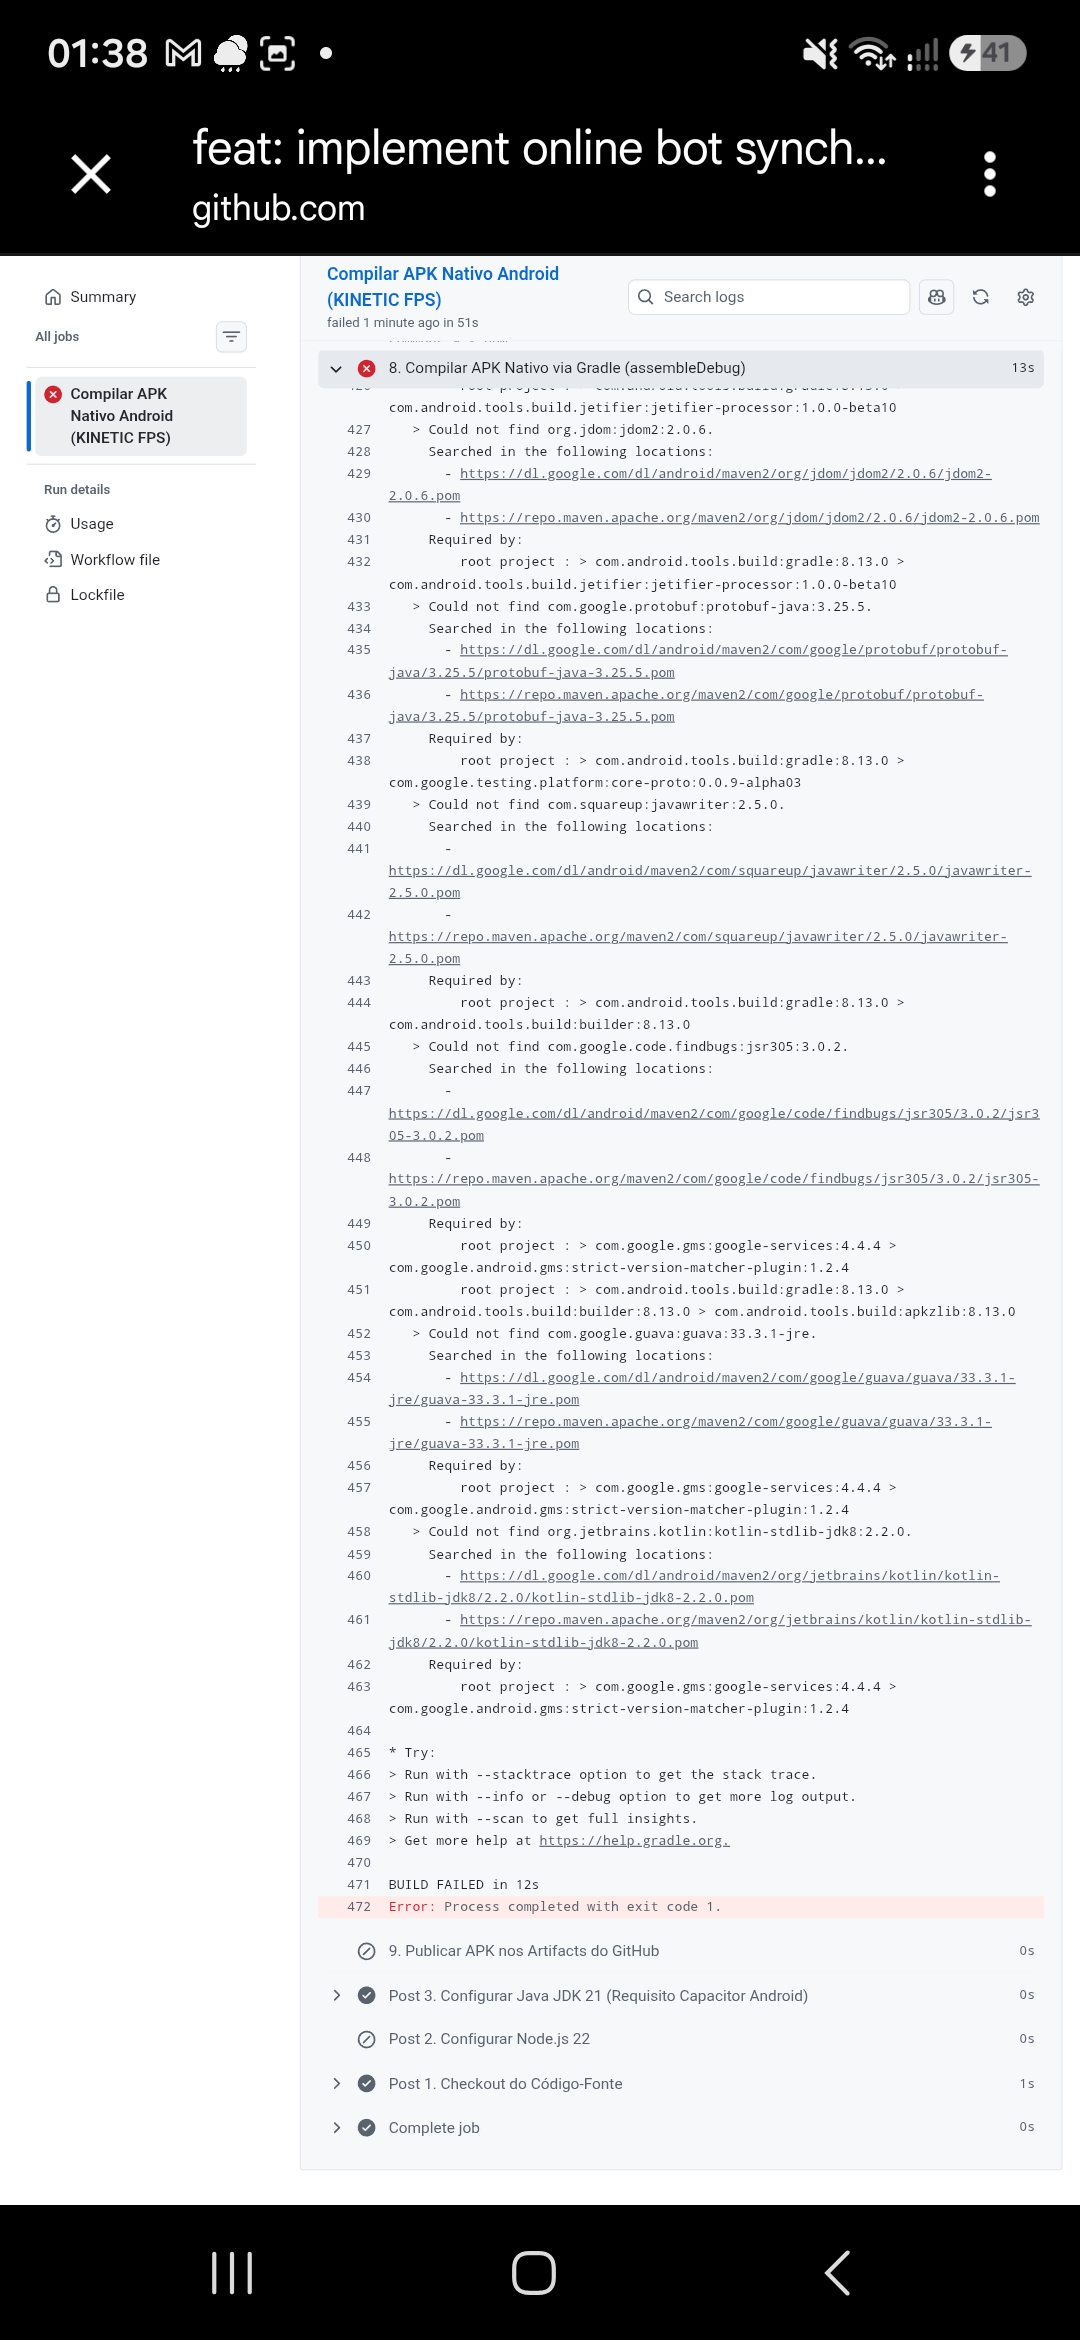 01:38
41
feat: implement online bot synch...
github.com
Summary
All jobs
Compilar APK
Nativo Android
(KINETIC FPS)
Run details
Usage
Workflow file
Lockfile
Compilar APK Nativo Android
(KINETIC FPS)
failed 1 minute ago in 51s
Search logs
8. Compilar APK Nativo via Gradle (assembleDebug) 13s
com.android.tools.build.jetifier:jetifier-processor:1.0.0-beta10
427 > Could not find org.jdom:jdom2:2.0.6.
428 Searched in the following locations:
429 - https://dl.google.com/dl/android/maven2/org/jdom/jdom2/2.0.6/jdom2-
2.0.6.pom
430 - https://repo.maven.apache.org/maven2/org/jdom/jdom2/2.0.6/jdom2-2.0.6.pom
431 Required by:
432 root project : > com.android.tools.build:gradle:8.13.0 >
com.android.tools.build.jetifier:jetifier-processor:1.0.0-beta10
433 > Could not find com.google.protobuf:protobuf-java:3.25.5.
434 Searched in the following locations:
435 - https://dl.google.com/dl/android/maven2/com/google/protobuf/protobuf-
java/3.25.5/protobuf-java-3.25.5.pom
436 - https://repo.maven.apache.org/maven2/com/google/protobuf/protobuf-
java/3.25.5/protobuf-java-3.25.5.pom
437 Required by:
438 root project : > com.android.tools.build:gradle:8.13.0 >
com.google.testing.platform:core-proto:0.0.9-alpha03
439 > Could not find com.squareup:javawriter:2.5.0.
440 Searched in the following locations:
441 -
https://dl.google.com/dl/android/maven2/com/squareup/javawriter/2.5.0/javawriter-
2.5.0.pom
442 -
https://repo.maven.apache.org/maven2/com/squareup/javawriter/2.5.0/javawriter-
2.5.0.pom
443 Required by:
444 root project : > com.android.tools.build:gradle:8.13.0 >
com.android.tools.build:builder:8.13.0
445 > Could not find com.google.code.findbugs:jsr305:3.0.2.
446 Searched in the following locations:
447 -
https://dl.google.com/dl/android/maven2/com/google/code/findbugs/jsr305/3.0.2/jsr3
05-3.0.2.pom
448 -
https://repo.maven.apache.org/maven2/com/google/code/findbugs/jsr305/3.0.2/jsr305-
3.0.2.pom
449 Required by:
450 root project : > com.google.gms:google-services:4.4.4 >
com.google.android.gms:strict-version-matcher-plugin:1.2.4
451 root project : > com.android.tools.build:gradle:8.13.0 >
com.android.tools.build:builder:8.13.0 > com.android.tools.build:apkzlib:8.13.0
452 > Could not find com.google.guava:guava:33.3.1-jre.
453 Searched in the following locations:
454 - https://dl.google.com/dl/android/maven2/com/google/guava/guava/33.3.1-
jre/guava-33.3.1-jre.pom
455 - https://repo.maven.apache.org/maven2/com/google/guava/guava/33.3.1-
jre/guava-33.3.1-jre.pom
456 Required by:
457 root project : > com.google.gms:google-services:4.4.4 >
com.google.android.gms:strict-version-matcher-plugin:1.2.4
458 > Could not find org.jetbrains.kotlin:kotlin-stdlib-jdk8:2.2.0.
459 Searched in the following locations:
460 - https://dl.google.com/dl/android/maven2/org/jetbrains/kotlin/kotlin-
stdlib-jdk8/2.2.0/kotlin-stdlib-jdk8-2.2.0.pom
461 - https://repo.maven.apache.org/maven2/org/jetbrains/kotlin/kotlin-stdlib-
jdk8/2.2.0/kotlin-stdlib-jdk8-2.2.0.pom
462 Required by:
463 root project : > com.google.gms:google-services:4.4.4 >
com.google.android.gms:strict-version-matcher-plugin:1.2.4
464
465 * Try:
466 > Run with --stacktrace option to get the stack trace.
467 > Run with --info or --debug option to get more log output.
468 > Run with --scan to get full insights.
469 > Get more help at https://help.gradle.org.
470
471 BUILD FAILED in 12s
472 Error: Process completed with exit code 1.
9. Publicar APK nos Artifacts do GitHub 0s
Post 3. Configurar Java JDK 21 (Requisito Capacitor Android) 0s
Post 2. Configurar Node.js 22 0s
Post 1. Checkout do Código-Fonte 1s
Complete job 0s